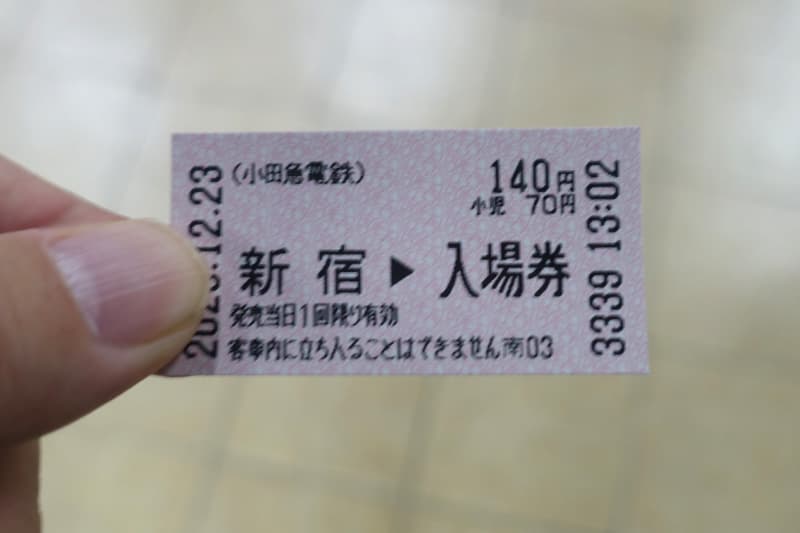 (小田急電鉄)
140円
小児 70円
新宿▶入場券
発売当日1回限り有効
客車内に立ち入ることはできません南03
.12.23
3339 13:02